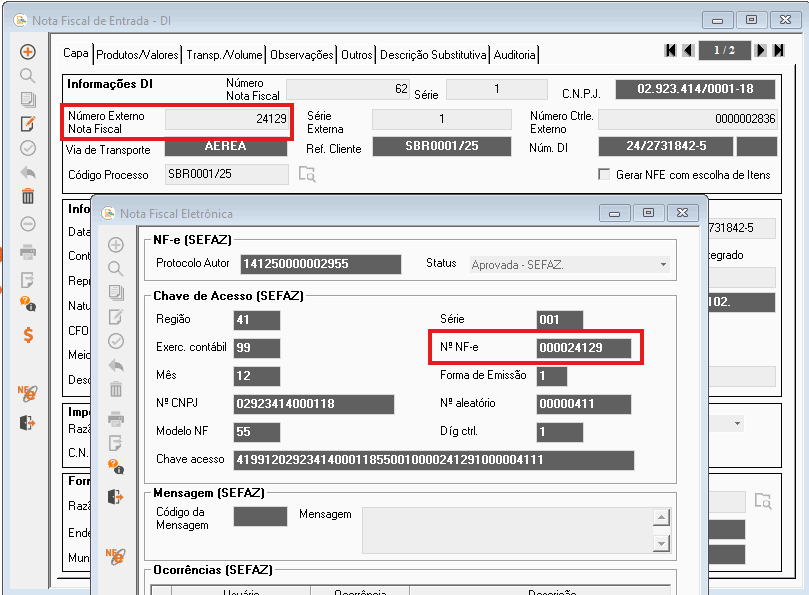 Nota Fiscal de Entrada - DI
Capa Produtos/Valores Transp./Volume Observações Outros Descrição Substitutiva Auditoria 1 / 2
Informações DI
Número Nota Fiscal 62 Série 1 C.N.P.J. 02.923.414/0001-18
Número Externo Nota Fiscal 24129 Série Externa 1 Número Ctrle. Externo 0000002836
Via de Transporte AEREA Ref. Cliente SBR0001/25 Núm. DI 24/2731842-5
Código Processo SBR0001/25 Gerar NFE com escolha de Itens
Info
Data
731842-5
Cont
tegrado
Repr
Natu
102.
CFO
Meio
Desc
Impo
Razã
C.N.
Forn
Razã
Ende
Mun
Nota Fiscal Eletrônica
NF-e (SEFAZ)
Protocolo Autor 141250000002955 Status Aprovada - SEFAZ.
Chave de Acesso (SEFAZ)
Região 41 Série 001
Exerc. contábil 99 Nº NF-e 000024129
Mês 12 Forma de Emissão 1
Nº CNPJ 02923414000118 Nº aleatório 00000411
Modelo NF 55 Díg ctrl. 1
Chave acesso 41991202923414000118550010000241291000004111
Mensagem (SEFAZ)
Código da Mensagem Mensagem
Ocorrências (SEFAZ)
Usuário Ocorrência Descrição